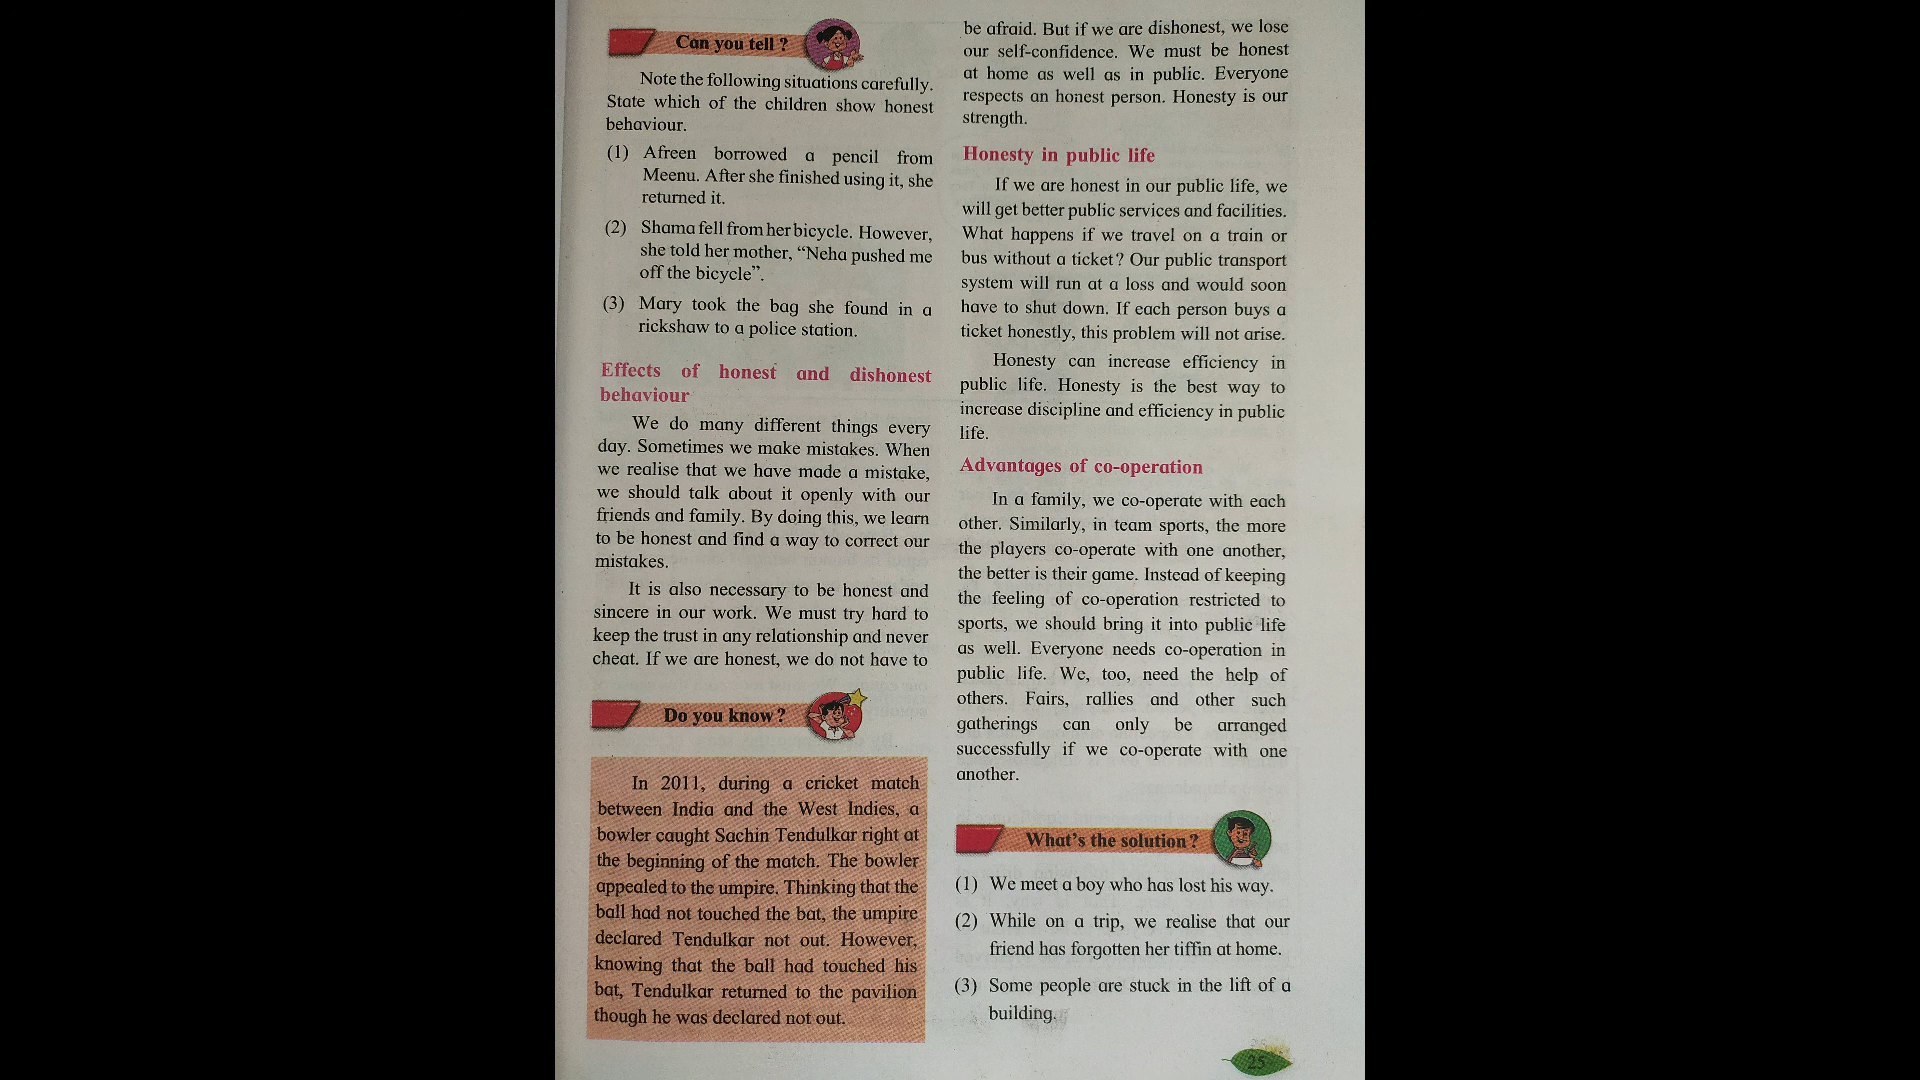 Can you tell ?
Note the following situations carefully.
State which of the children show honest
behaviour.
(1) Afreen borrowed a pencil from
Meenu. After she finished using it, she
returned it.
(2) Shama fell from her bicycle. However,
she told her mother, “Neha pushed me
off the bicycle”.
(3) Mary took the bag she found in a
rickshaw to a police station.
Effects of honest and dishonest
behaviour
We do many different things every
day. Sometimes we make mistakes. When
we realise that we have made a mistake,
we should talk about it openly with our
friends and family. By doing this, we learn
to be honest and find a way to correct our
mistakes.
It is also necessary to be honest and
sincere in our work. We must try hard to
keep the trust in any relationship and never
cheat. If we are honest, we do not have to
Do you know ?
In 2011, during a cricket match
between India and the West Indies, a
bowler caught Sachin Tendulkar right at
the beginning of the match. The bowler
appealed to the umpire. Thinking that the
ball had not touched the bat, the umpire
declared Tendulkar not out. However,
knowing that the ball had touched his
bat, Tendulkar returned to the pavilion
though he was declared not out.
be afraid. But if we are dishonest, we lose
our self-confidence. We must be honest
at home as well as in public. Everyone
respects an honest person. Honesty is our
strength.
Honesty in public life
If we are honest in our public life, we
will get better public services and facilities.
What happens if we travel on a train or
bus without a ticket? Our public transport
system will run at a loss and would soon
have to shut down. If each person buys a
ticket honestly, this problem will not arise.
Honesty can increase efficiency in
public life. Honesty is the best way to
increase discipline and efficiency in public
life.
Advantages of co-operation
In a family, we co-operate with each
other. Similarly, in team sports, the more
the players co-operate with one another,
the better is their game. Instead of keeping
the feeling of co-operation restricted to
sports, we should bring it into public life
as well. Everyone needs co-operation in
public life. We, too, need the help of
others. Fairs, rallies and other such
gatherings can only be arranged
successfully if we co-operate with one
another.
What’s the solution ?
(1) We meet a boy who has lost his way.
(2) While on a trip, we realise that our
friend has forgotten her tiffin at home.
(3) Some people are stuck in the lift of a
building.
25